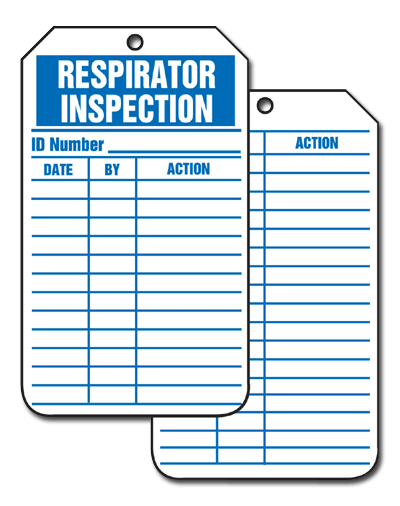 RESPIRATOR
INSPECTION
ID Number
DATE BY ACTION
ACTION